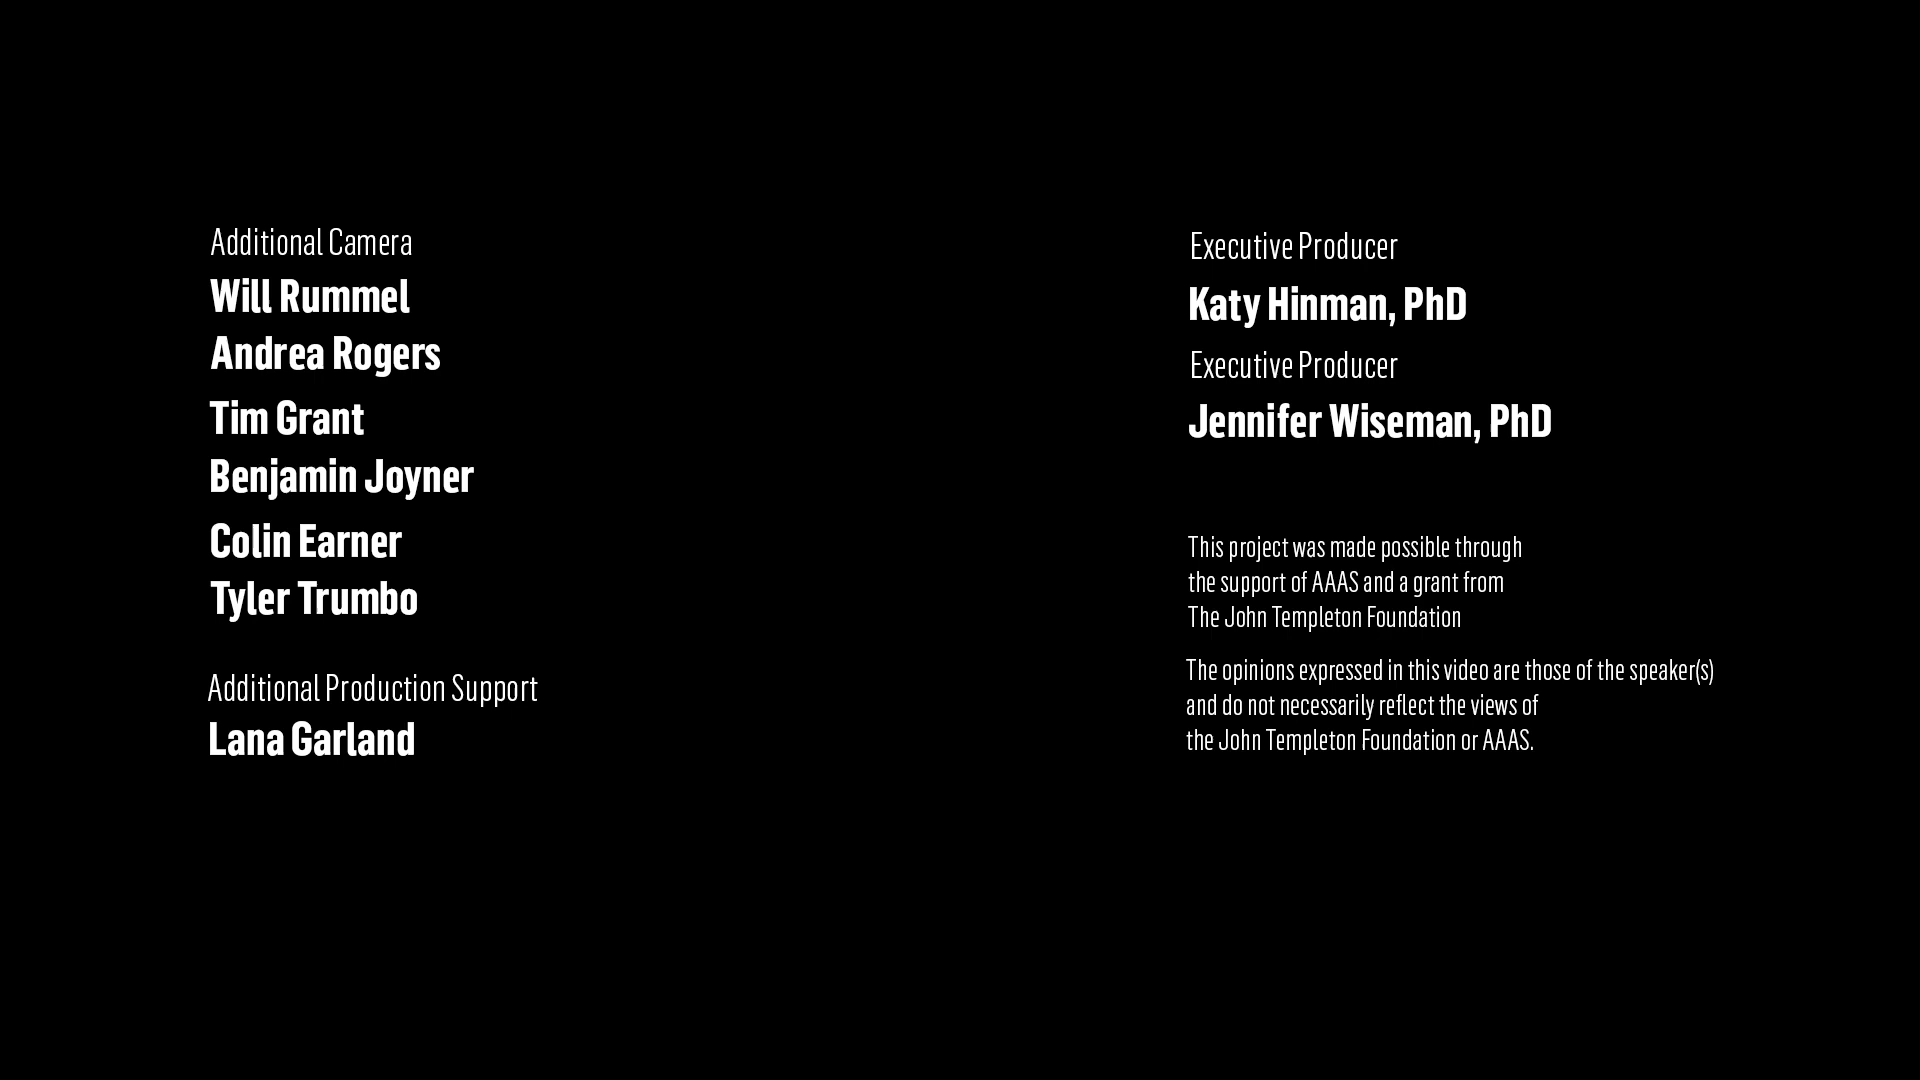 Additional Camera
Will Rummel
Andrea Rogers
Tim Grant
Benjamin Joyner
Colin Earner
Tyler Trumbo
Additional Production Support
Lana Garland
Executive Producer
Katy Hinman, PhD
Executive Producer
Jennifer Wiseman, PhD
This project was made possible through
the support of AAAS and a grant from
The John Templeton Foundation
The opinions expressed in this video are those of the speaker(s)
and do not necessarily reflect the views of
the John Templeton Foundation or AAAS.